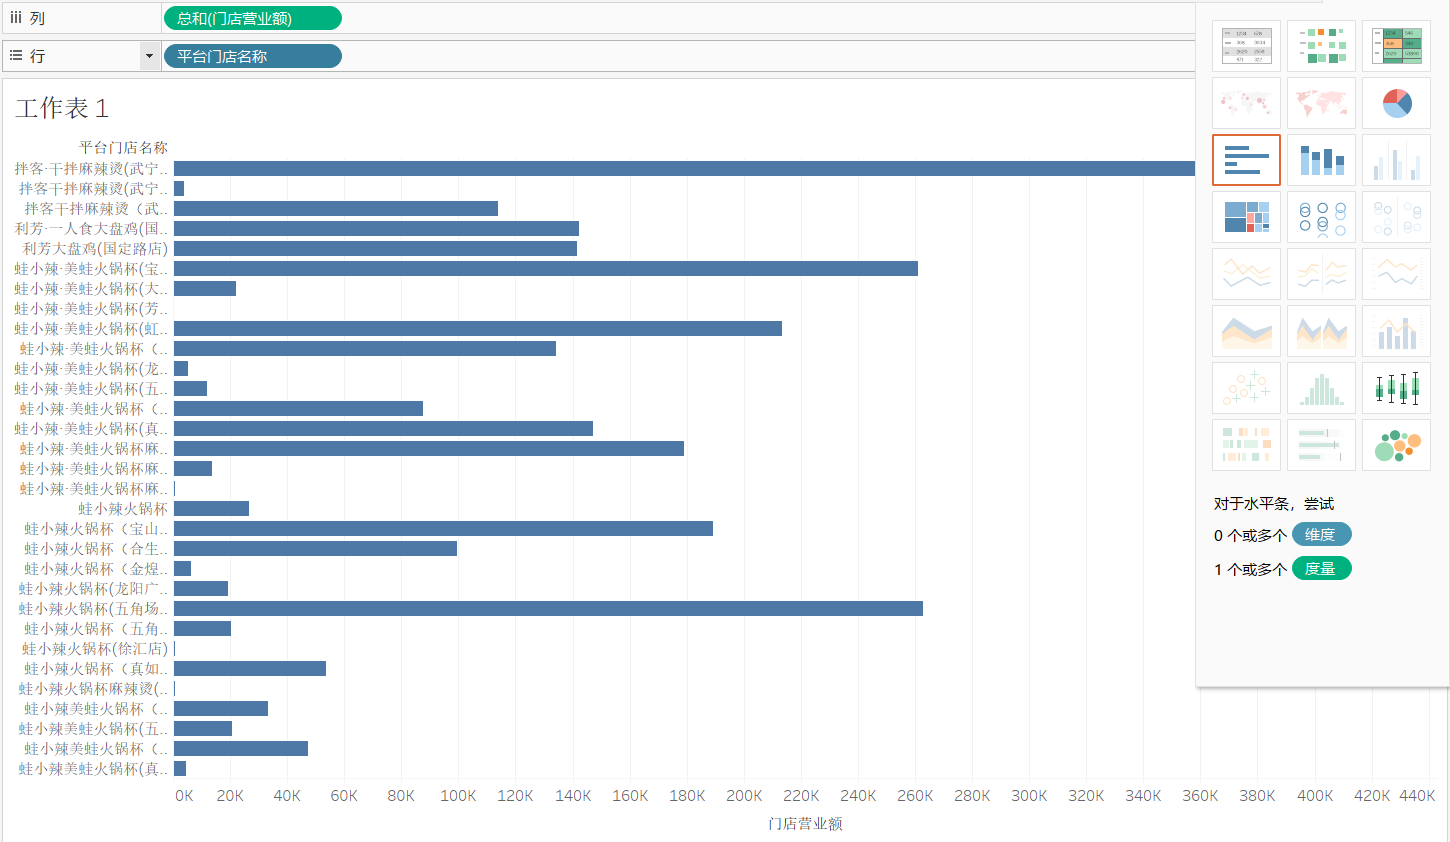 列
总和(门店营业额)
行
平台门店名称
工作表 1
平台门店名称
拌客·干拌麻辣烫(武宁..
拌客干拌麻辣烫(武宁..
拌客干拌麻辣烫（武..
利芳·一人食大盘鸡(国..
利芳大盘鸡(国定路店)
蛙小辣·美蛙火锅杯(宝..
蛙小辣·美蛙火锅杯(大..
蛙小辣·美蛙火锅杯(芳..
蛙小辣·美蛙火锅杯(虹..
蛙小辣·美蛙火锅杯（..
蛙小辣·美蛙火锅杯(龙..
蛙小辣·美蛙火锅杯(五..
蛙小辣·美蛙火锅杯（..
蛙小辣·美蛙火锅杯(真..
蛙小辣·美蛙火锅杯麻..
蛙小辣·美蛙火锅杯麻..
蛙小辣·美蛙火锅杯麻..
蛙小辣火锅杯
蛙小辣火锅杯（宝山..
蛙小辣火锅杯（合生..
蛙小辣火锅杯（金煌..
蛙小辣火锅杯(龙阳广..
蛙小辣火锅杯(五角场..
蛙小辣火锅杯（五角..
蛙小辣火锅杯(徐汇店)
蛙小辣火锅杯（真如..
蛙小辣火锅杯麻辣烫(..
蛙小辣美蛙火锅杯（..
蛙小辣美蛙火锅杯(五..
蛙小辣美蛙火锅杯（..
蛙小辣美蛙火锅杯(真..
0K 20K 40K 60K 80K 100K 120K 140K 160K 180K 200K 220K 240K 260K 280K 300K 320K 340K 360K 380K 400K 420K 440K
门店营业额
对于水平条，尝试
0 个或多个 维度
1 个或多个 度量